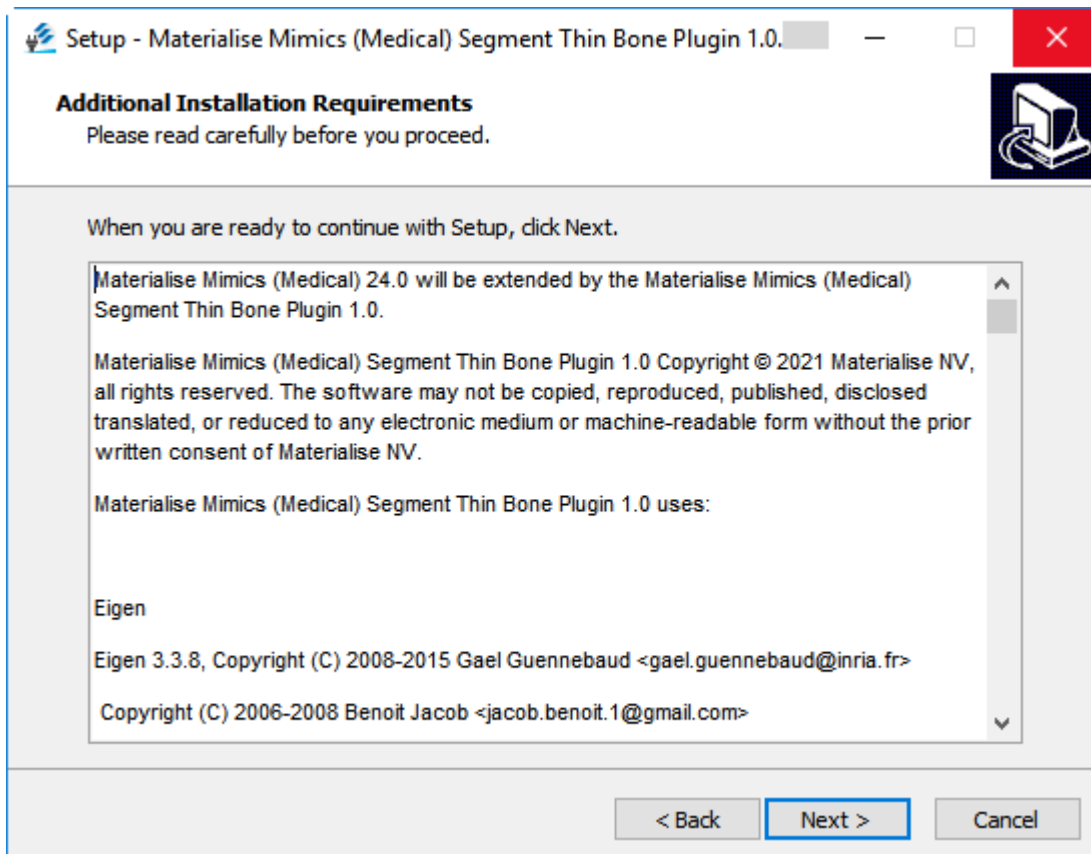 Setup - Materialise Mimics (Medical) Segment Thin Bone Plugin 1.0.
Additional Installation Requirements
Please read carefully before you proceed.
When you are ready to continue with Setup, click Next.
Materialise Mimics (Medical) 24.0 will be extended by the Materialise Mimics (Medical)
Segment Thin Bone Plugin 1.0.
Materialise Mimics (Medical) Segment Thin Bone Plugin 1.0 Copyright © 2021 Materialise NV,
all rights reserved. The software may not be copied, reproduced, published, disclosed
translated, or reduced to any electronic medium or machine-readable form without the prior
written consent of Materialise NV.
Materialise Mimics (Medical) Segment Thin Bone Plugin 1.0 uses:
Eigen
Eigen 3.3.8, Copyright (C) 2008-2015 Gael Guennebaud <gael.guennebaud@inria.fr>
Copyright (C) 2006-2008 Benoit Jacob <jacob.benoit.1@gmail.com>
< Back Next > Cancel